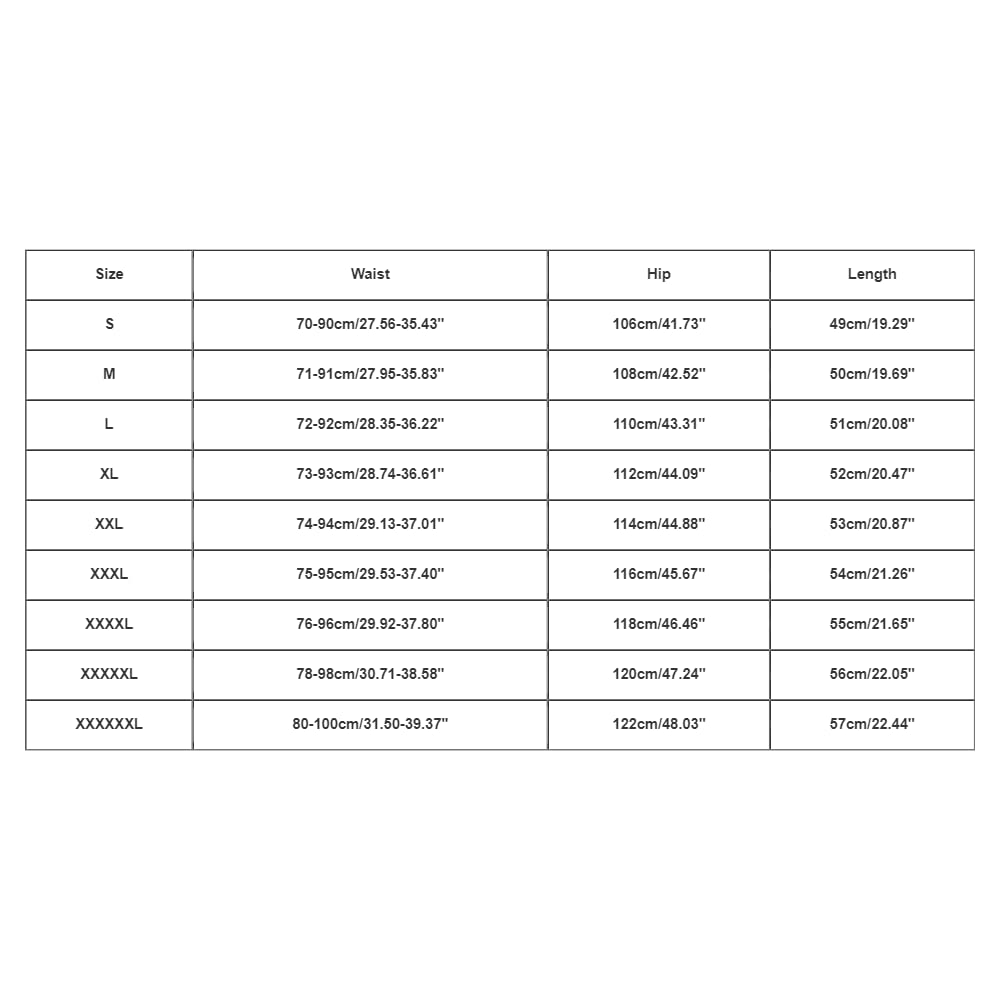 Size Waist Hip Length
S 70-90cm/27.56-35.43" 106cm/41.73" 49cm/19.29"
M 71-91cm/27.95-35.83" 108cm/42.52" 50cm/19.69"
L 72-92cm/28.35-36.22" 110cm/43.31" 51cm/20.08"
XL 73-93cm/28.74-36.61" 112cm/44.09" 52cm/20.47"
XXL 74-94cm/29.13-37.01" 114cm/44.88" 53cm/20.87"
XXXL 75-95cm/29.53-37.40" 116cm/45.67" 54cm/21.26"
XXXXL 76-96cm/29.92-37.80" 118cm/46.46" 55cm/21.65"
XXXXXL 78-98cm/30.71-38.58" 120cm/47.24" 56cm/22.05"
XXXXXXL 80-100cm/31.50-39.37" 122cm/48.03" 57cm/22.44"